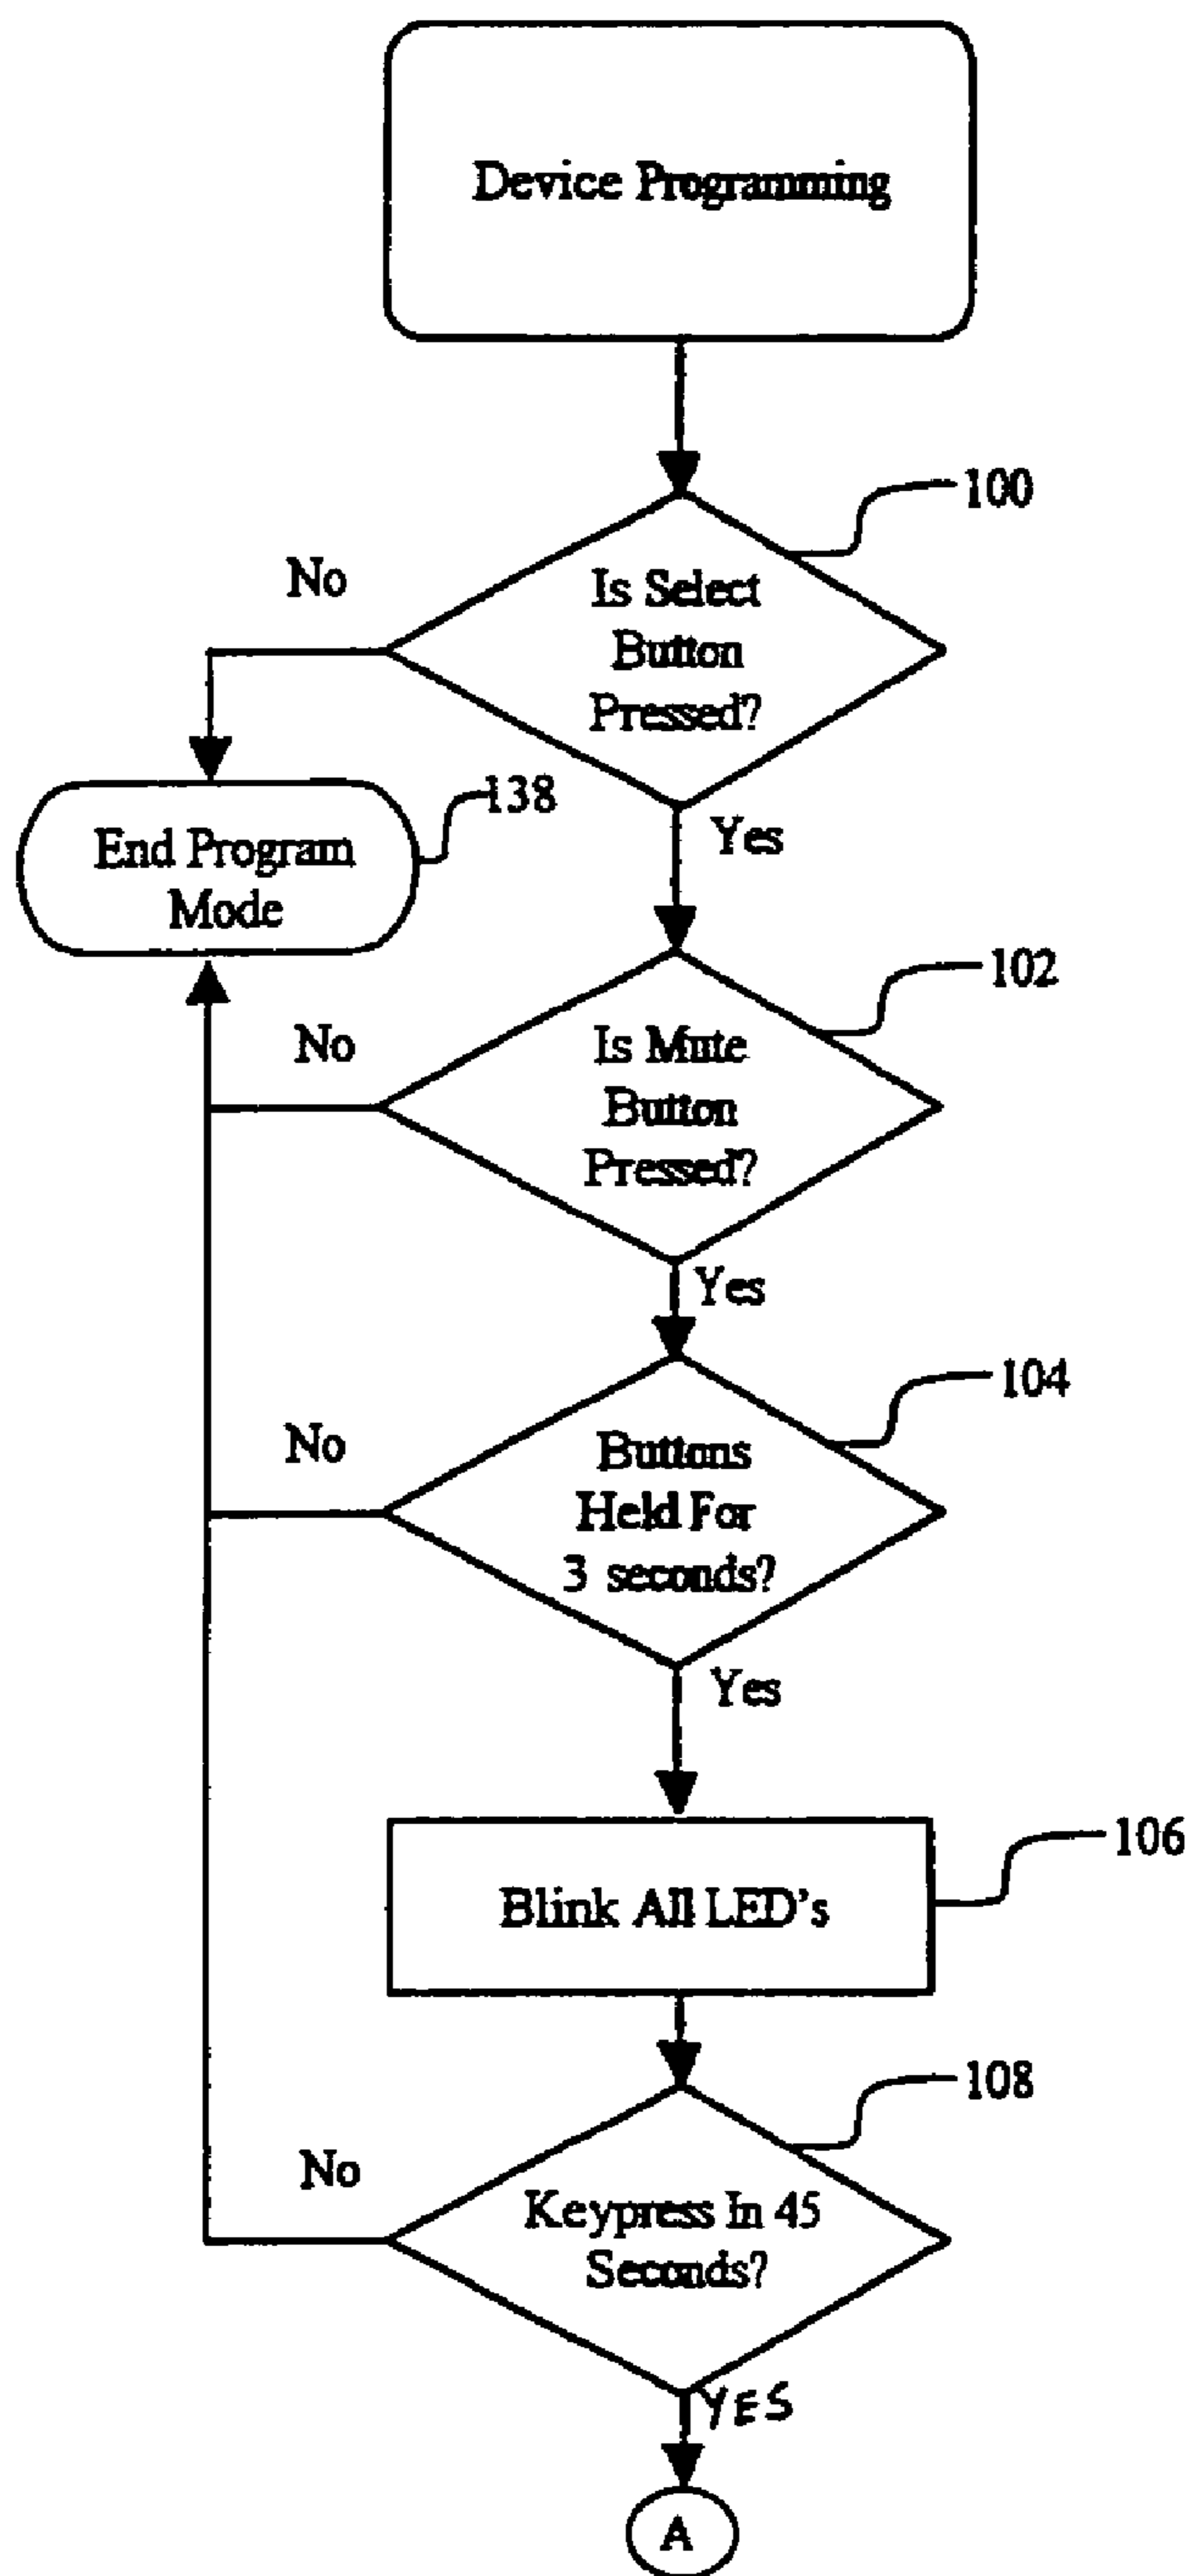 Device Programming
100
No
Is Select
Button
Pressed?
138
End Program
Mode
Yes
102
No
Is Mute
Button
Pressed?
Yes
104
No
Buttons
Held For
3 seconds?
Yes
106
Blink All LED's
108
No
Keypress In 45
Seconds?
YES
A